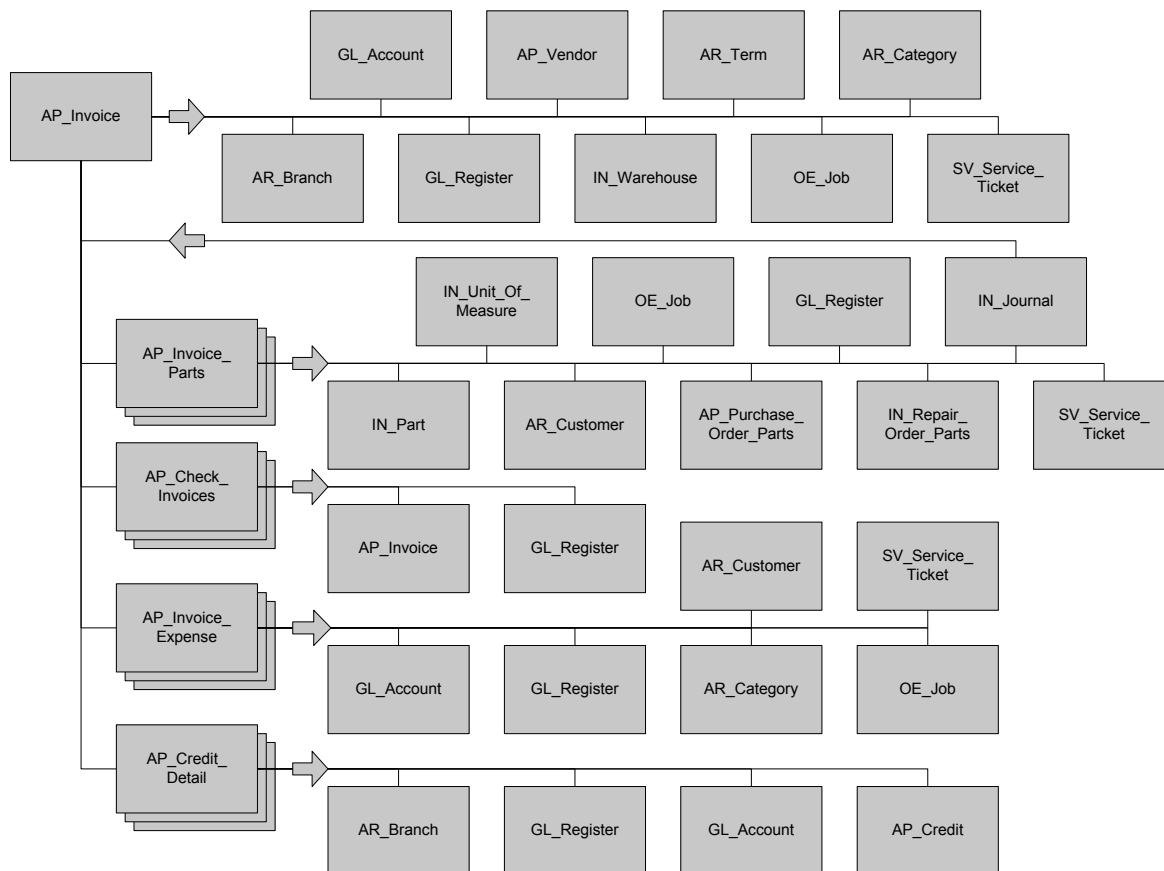 GL_Account
AP_Vendor
AR_Term
AR_Category
AP_Invoice
AR_Branch
GL_Register
IN_Warehouse
OE_Job
SV_Service_
Ticket
IN_Unit_Of_
Measure
OE_Job
GL_Register
IN_Journal
AP_Invoice_
Parts
IN_Part
AR_Customer
AP_Purchase_
Order_Parts
IN_Repair_
Order_Parts
SV_Service_
Ticket
AP_Check_
Invoices
AP_Invoice
GL_Register
AR_Customer
SV_Service_
Ticket
AP_Invoice_
Expense
GL_Account
GL_Register
AR_Category
OE_Job
AP_Credit_
Detail
AR_Branch
GL_Register
GL_Account
AP_Credit